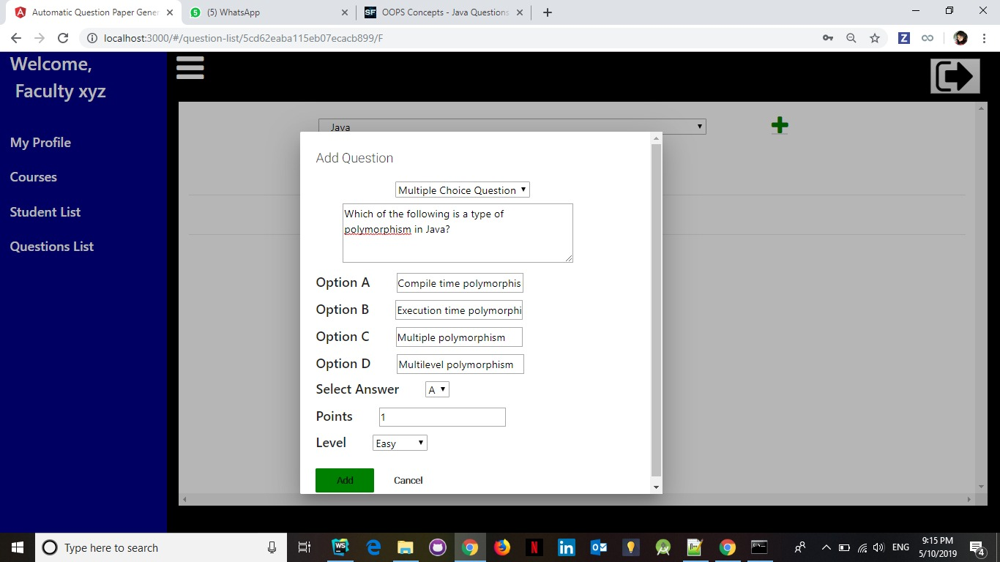 Automatic Question Paper Gener
(5) WhatsApp
OOPS Concepts - Java Questions
localhost:3000/#/question-list/5cd62eaba115eb07ecacb899/F
Welcome,
Faculty xyz
My Profile
Courses
Student List
Questions List
Java
Add Question
Multiple Choice Question
Which of the following is a type of
polymorphism in Java?
Option A
Compile time polymorphis
Option B
Execution time polymorphi
Option C
Multiple polymorphism
Option D
Multilevel polymorphism
Select Answer
A
Points
1
Level
Easy
Add
Cancel
Type here to search
ENG
9:15 PM
5/10/2019
4